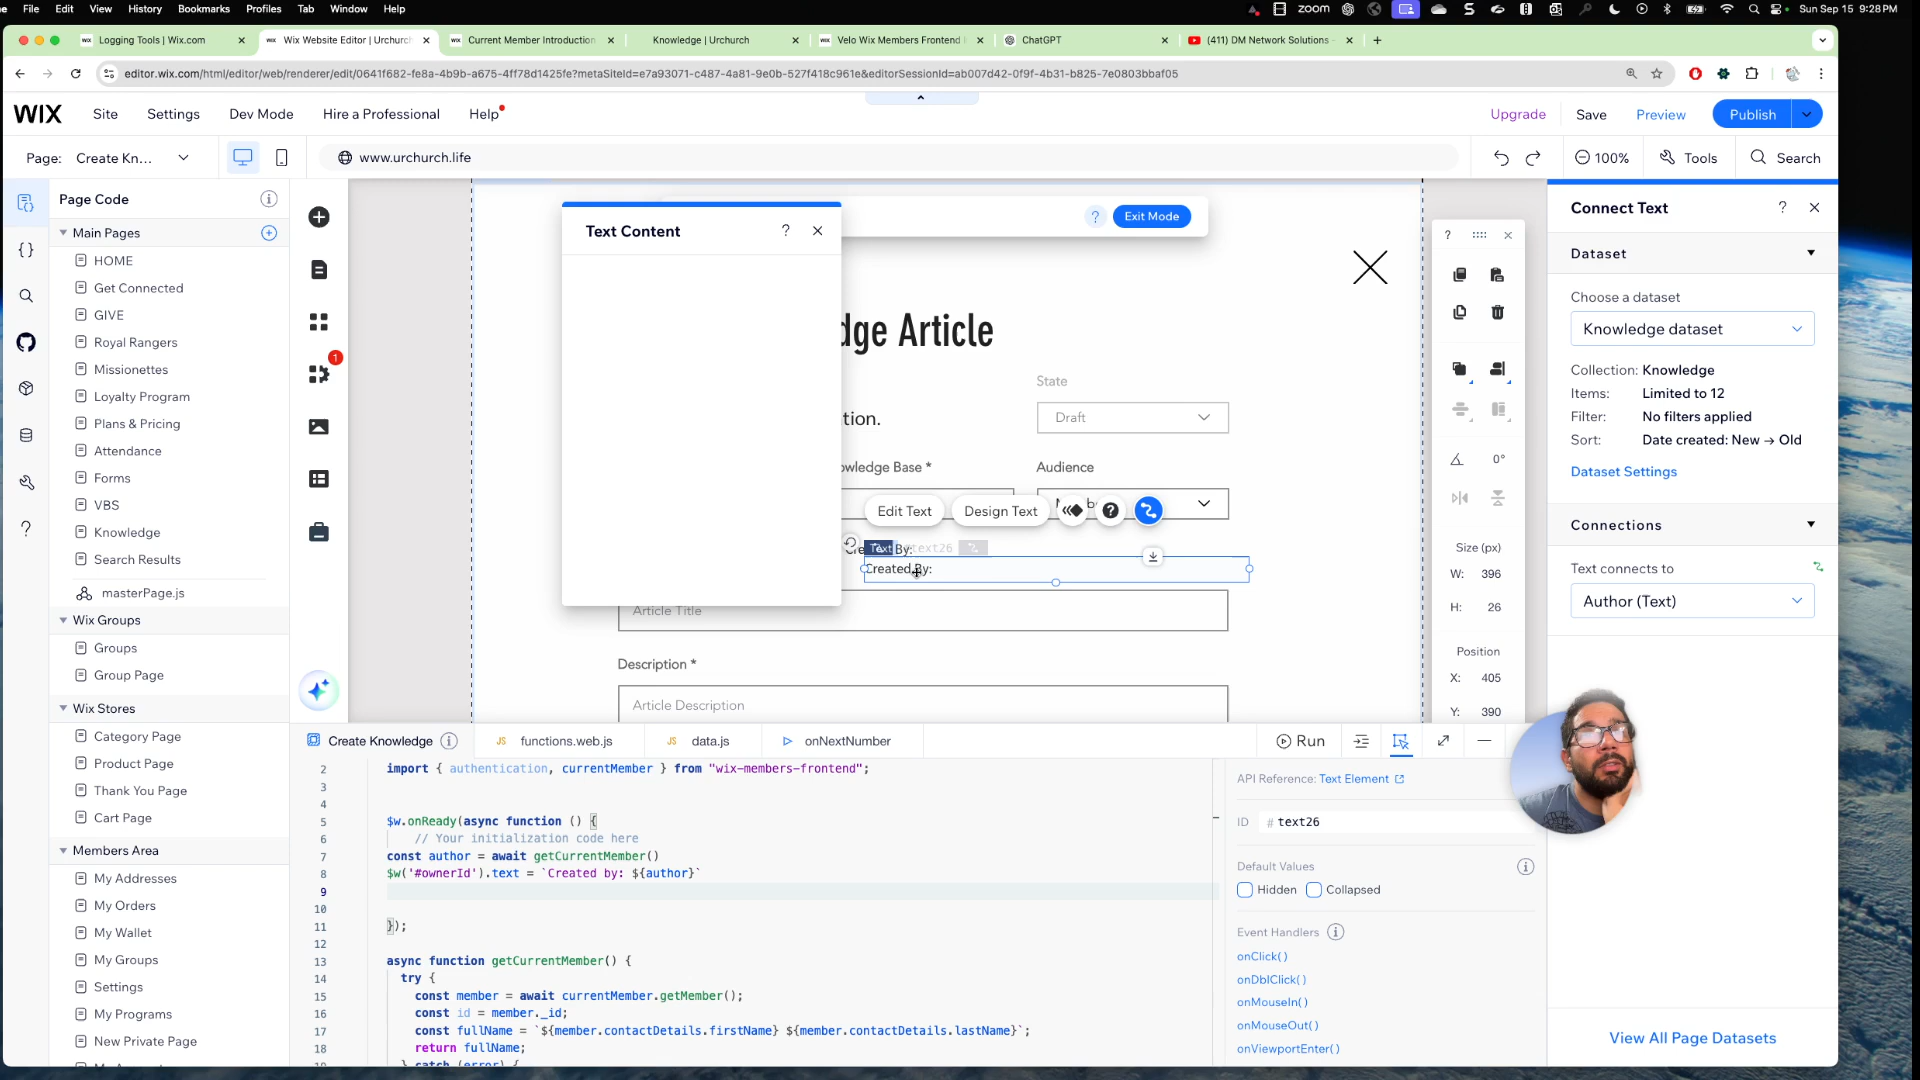 File Edit View History Bookmarks Profiles Tab Window Help
zoom
Sun Sep 15 9:28 PM
Logging Tools | Wix.com
Wix Website Editor | Urchurch
Current Member Introduction
Knowledge | Urchurch
Velo Wix Members Frontend
ChatGPT
(411) DM Network Solutions -
editor.wix.com/html/editor/web/renderer/edit/0641f682-fe8a-4b9b-a675-4ff78d1425fe?metaSiteId=e7a93071-c487-4a81-9e0b-527f418c961e&editorSessionId=ab007d42-0f9f-4b31-b825-7e0803bbaf05
WIX Site Settings Dev Mode Hire a Professional Help
Upgrade Save Preview Publish
Page: Create Kn...
www.urchurch.life
100% Tools Search
Page Code
Main Pages
HOME
Get Connected
GIVE
Royal Rangers
Missionettes
Loyalty Program
Plans & Pricing
Attendance
Forms
VBS
Knowledge
Search Results
masterPage.js
Wix Groups
Groups
Group Page
Wix Stores
Category Page
Product Page
Thank You Page
Cart Page
Members Area
My Addresses
My Orders
My Wallet
My Groups
Settings
My Programs
New Private Page
1
Text Content ?
? Exit Mode
dge Article
State
tion.
Draft
owledge Base *
Audience
Edit Text Design Text
Text #text26
By:
Created By:
Article Title
Description *
Article Description
?
0°
Size (px)
W: 396
H: 26
Position
X: 405
Y: 390
Connect Text ?
Dataset
Choose a dataset
Knowledge dataset
Collection: Knowledge
Items: Limited to 12
Filter: No filters applied
Sort: Date created: New → Old
Dataset Settings
Connections
Text connects to
Author (Text)
View All Page Datasets
Create Knowledge
JS functions.web.js
JS data.js
onNextNumber
Run
2 import { authentication, currentMember } from "wix-members-frontend";
3
4
5 $w.onReady(async function () {
6 // Your initialization code here
7 const author = await getCurrentMember()
8 $w('#ownerId').text = `Created by: ${author}`
9
10
11 });
12
13 async function getCurrentMember() {
14 try {
15 const member = await currentMember.getMember();
16 const id = member._id;
17 const fullName = `${member.contactDetails.firstName} ${member.contactDetails.lastName}`;
18 return fullName;
19 } catch (error) {
API Reference: Text Element
ID # text26
Default Values
Hidden Collapsed
Event Handlers
onClick()
onDblClick()
onMouseIn()
onMouseOut()
onViewportEnter()